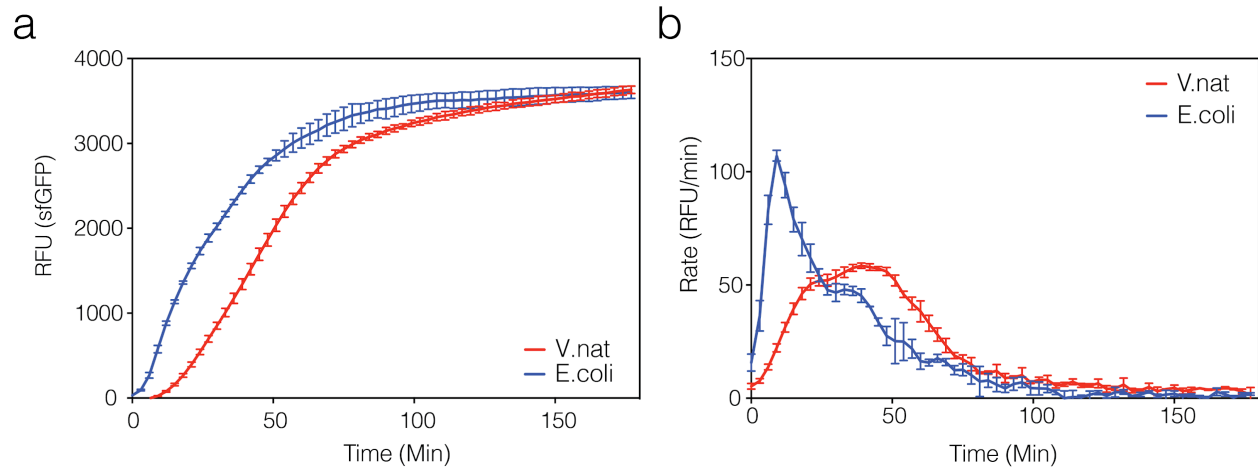 a
4000
3000
2000
1000
0
RFU (sfGFP)
V.nat
E.coli
0
50
100
150
Time (Min)
b
150
100
50
0
Rate (RFU/min)
V.nat
E.coli
0
50
100
150
Time (Min)